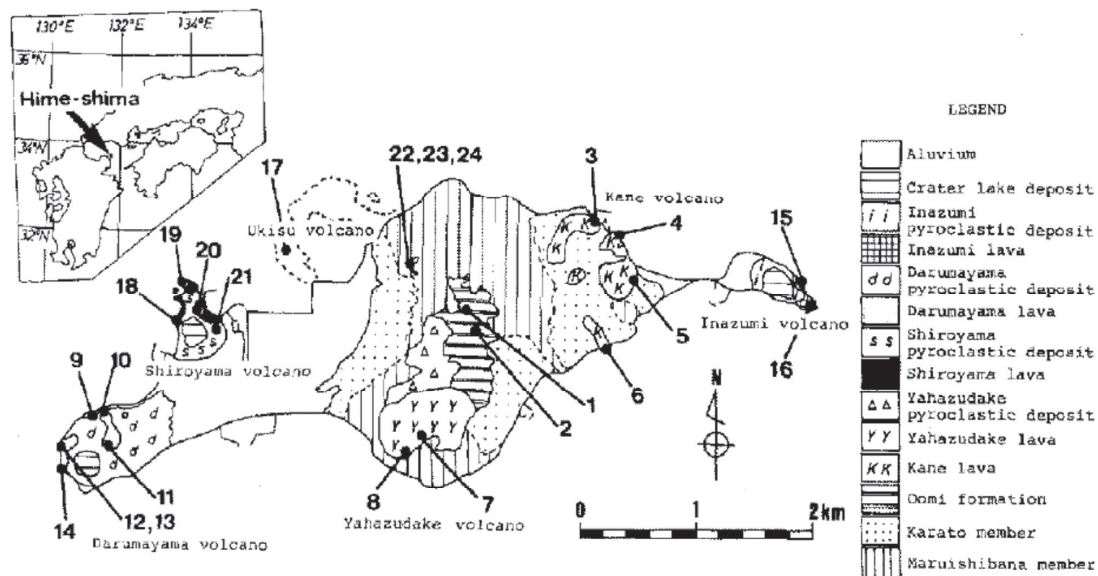 130°E 132°E 134°E
36°N
Hime-shima
34°N
32°N
17
22,23,24
3
Kane volcano
4
Ukisu volcano
15
19
20
21
18
5
Inazumi volcano
16
Shiroyama volcano
6
9 10
1
2
N
11
8
7
14
12,13
Yahazudake volcano
Darumayama volcano
0 1 2km
LEGEND
Aluvium
Crater lake deposit
i i Inazumi
pyroclastic deposit
Inazumi lava
d d Darumayama
pyroclastic deposit
Darumayama lava
s s Shiroyama
pyroclastic deposit
Shiroyama lava
△ △ Yahazudake
pyroclastic deposit
Y Y Yahazudake lava
K K Kane lava
Oomi formation
Karato member
Maruishibana member